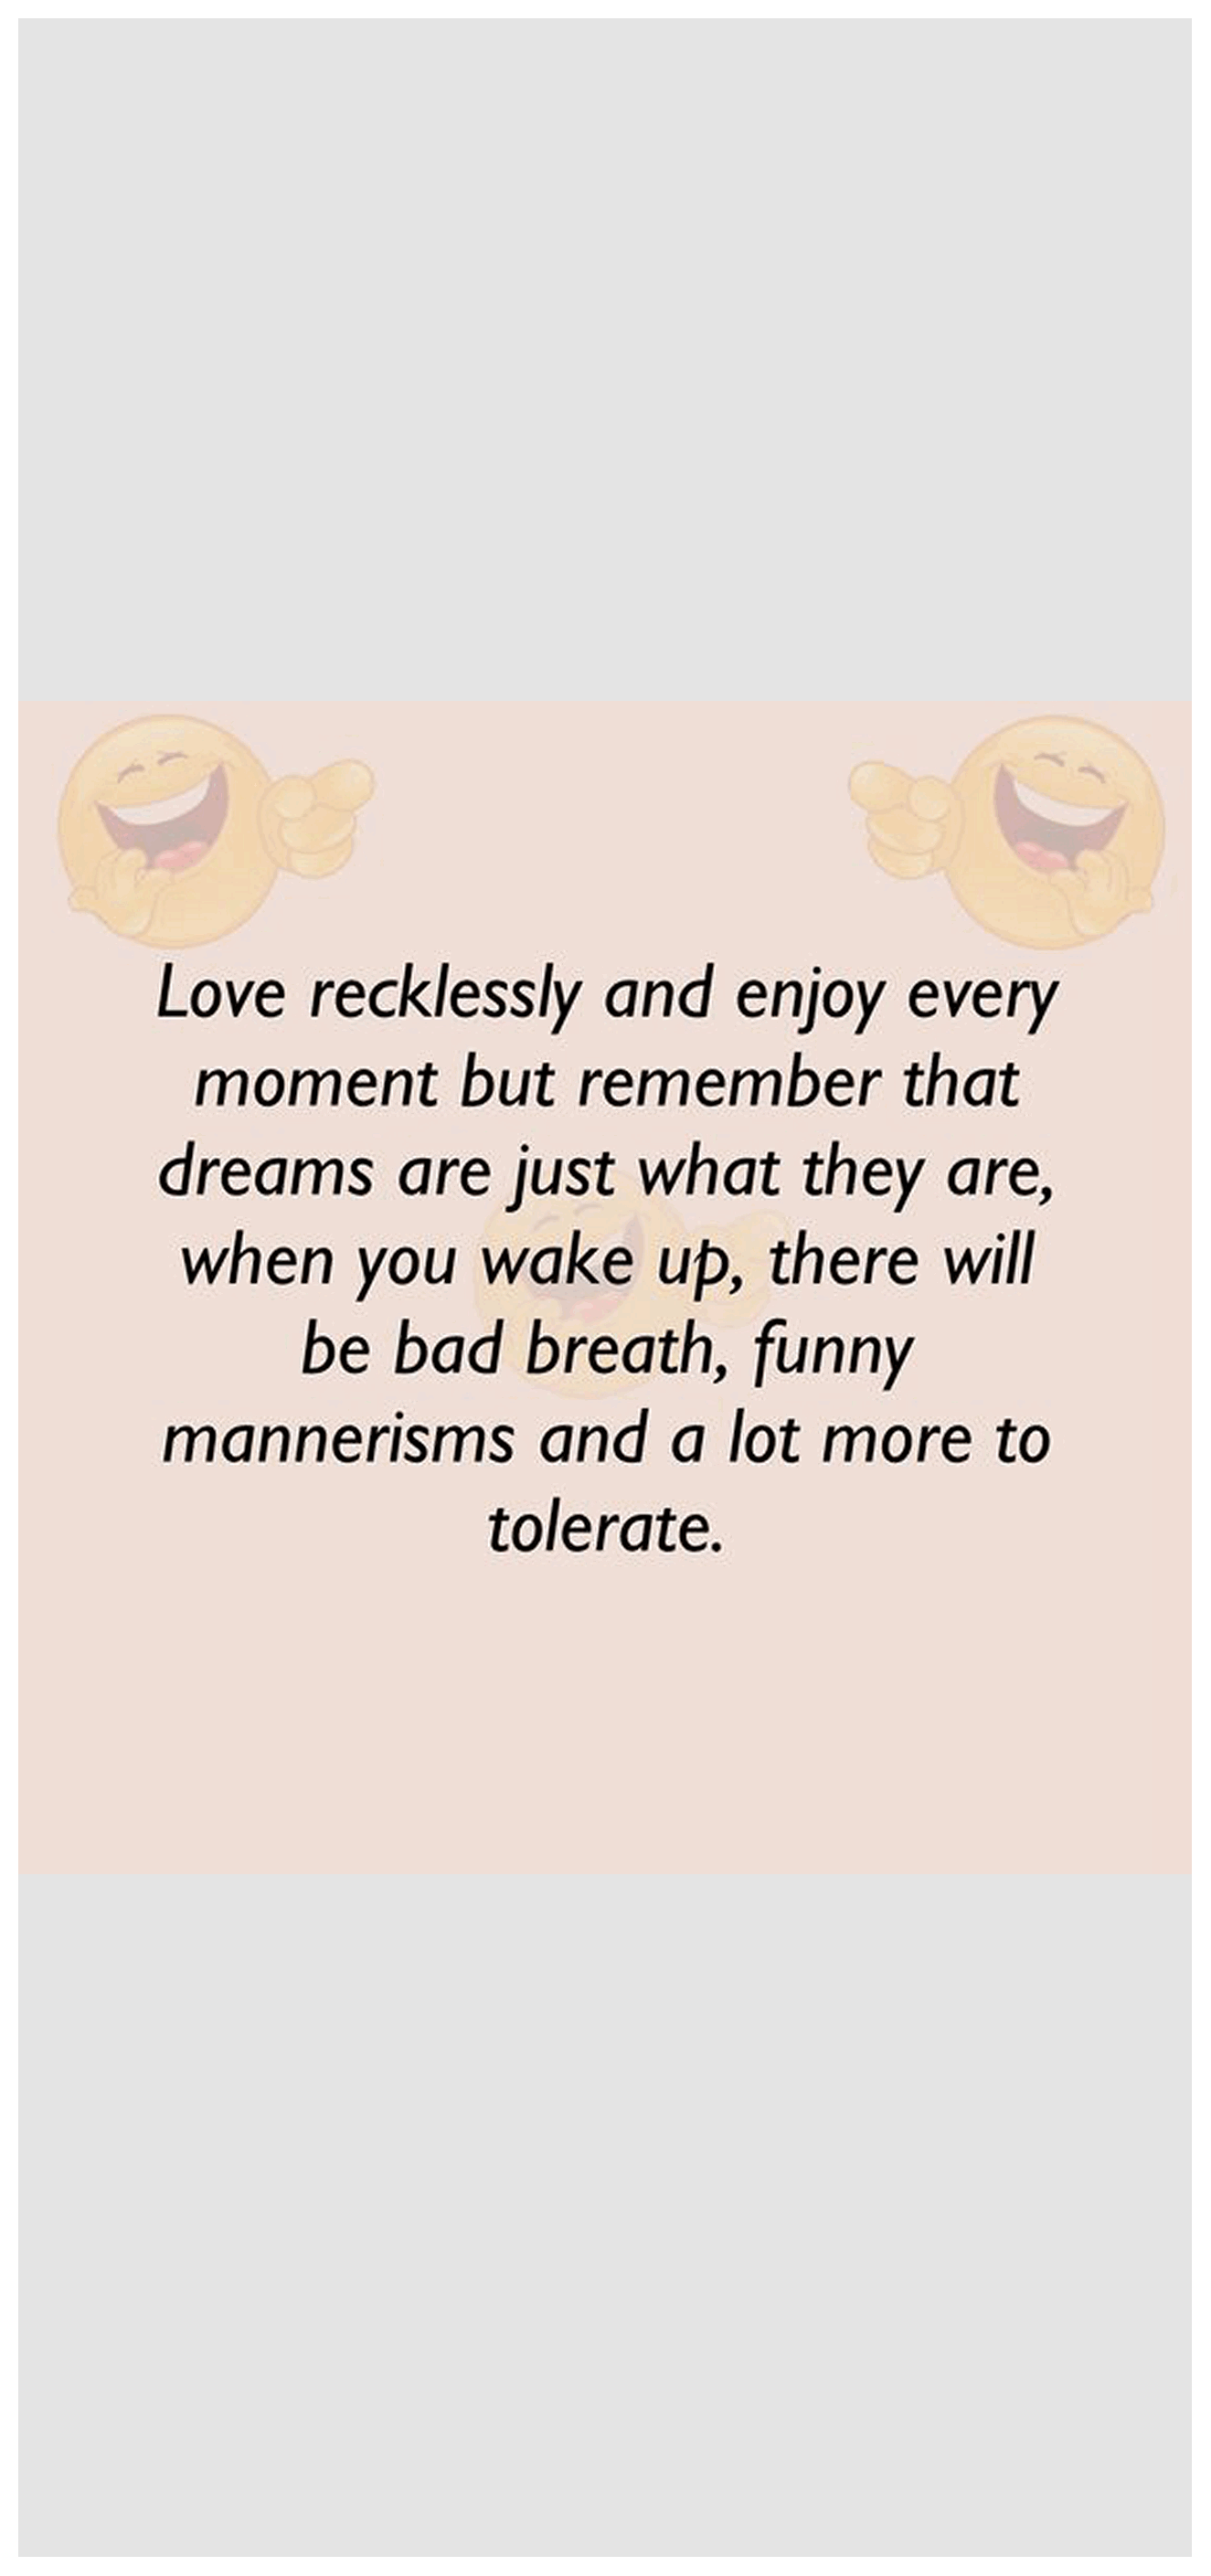 Love recklessly and enjoy every
moment but remember that
dreams are just what they are,
when you wake up, there will
be bad breath, funny
mannerisms and a lot more to
tolerate.